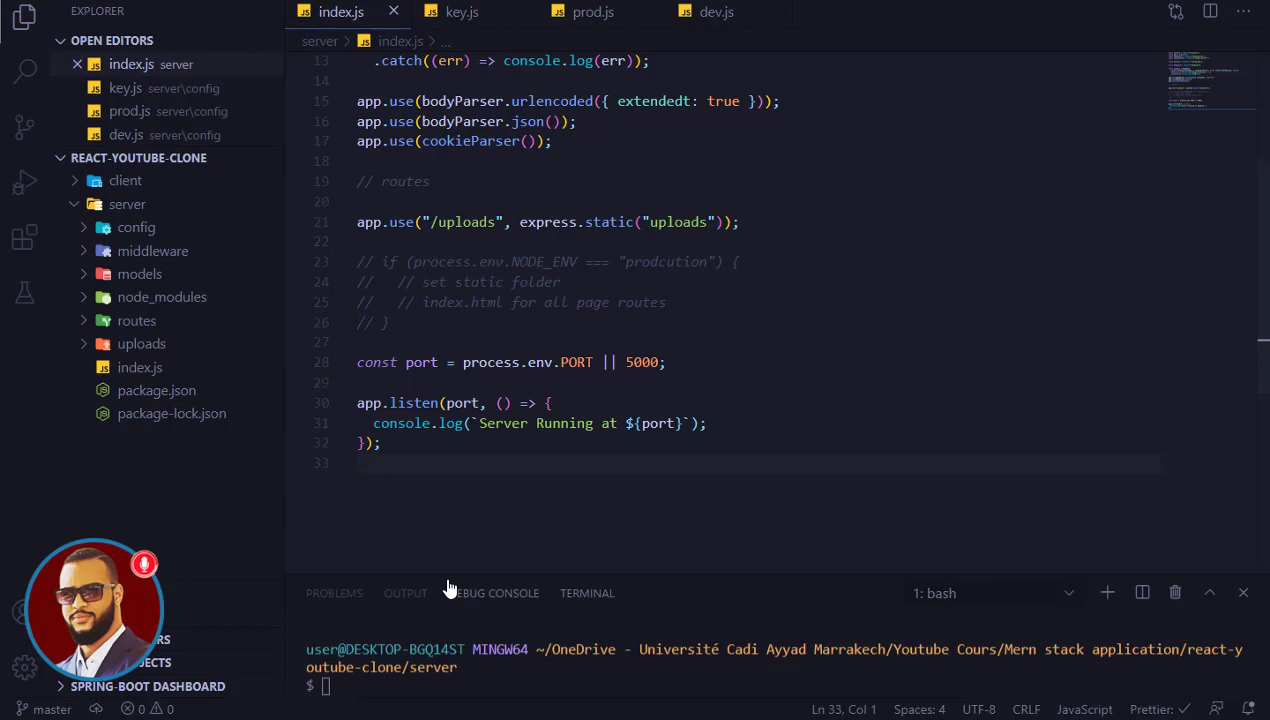 EXPLORER
OPEN EDITORS
index.js server
key.js server\config
prod.js server\config
dev.js server\config
REACT-YOUTUBE-CLONE
client
server
config
middleware
models
node_modules
routes
uploads
index.js
package.json
package-lock.json
SPRING-BOOT DASHBOARD
index.js key.js prod.js dev.js
server > index.js > ...
13 .catch((err) => console.log(err));
14
15 app.use(bodyParser.urlencoded({ extendedt: true }));
16 app.use(bodyParser.json());
17 app.use(cookieParser());
18
19 // routes
20
21 app.use("/uploads", express.static("uploads"));
22
23 // if (process.env.NODE_ENV === "prodcution") {
24 //   // set static folder
25 //   // index.html for all page routes
26 // }
27
28 const port = process.env.PORT || 5000;
29
30 app.listen(port, () => {
31   console.log(`Server Running at ${port}`);
32 });
33
PROBLEMS OUTPUT EBUG CONSOLE TERMINAL 1: bash
user@DESKTOP-BGQ14ST MINGW64 ~/OneDrive - Université Cadi Ayyad Marrakech/Youtube Cours/Mern stack application/react-y
outube-clone/server
$
master 0 0 Ln 33, Col 1 Spaces: 4 UTF-8 CRLF JavaScript Prettier: ✓